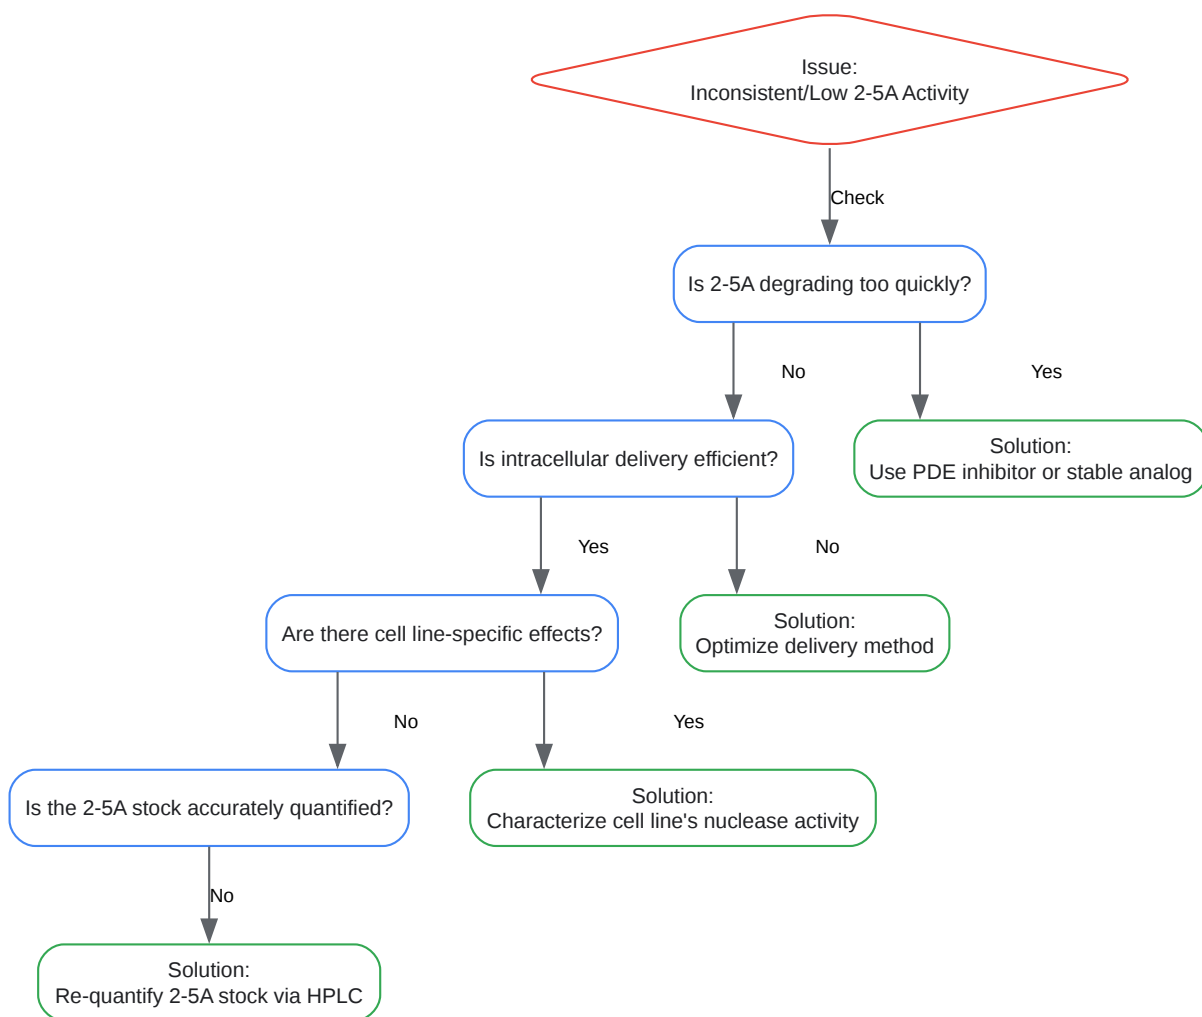 Issue:
Inconsistent/Low 2-5A Activity
Check
Is 2-5A degrading too quickly?
No
Yes
Is intracellular delivery efficient?
Solution:
Use PDE inhibitor or stable analog
Yes
No
Are there cell line-specific effects?
Solution:
Optimize delivery method
No
Yes
Is the 2-5A stock accurately quantified?
Solution:
Characterize cell line's nuclease activity
No
Solution:
Re-quantify 2-5A stock via HPLC